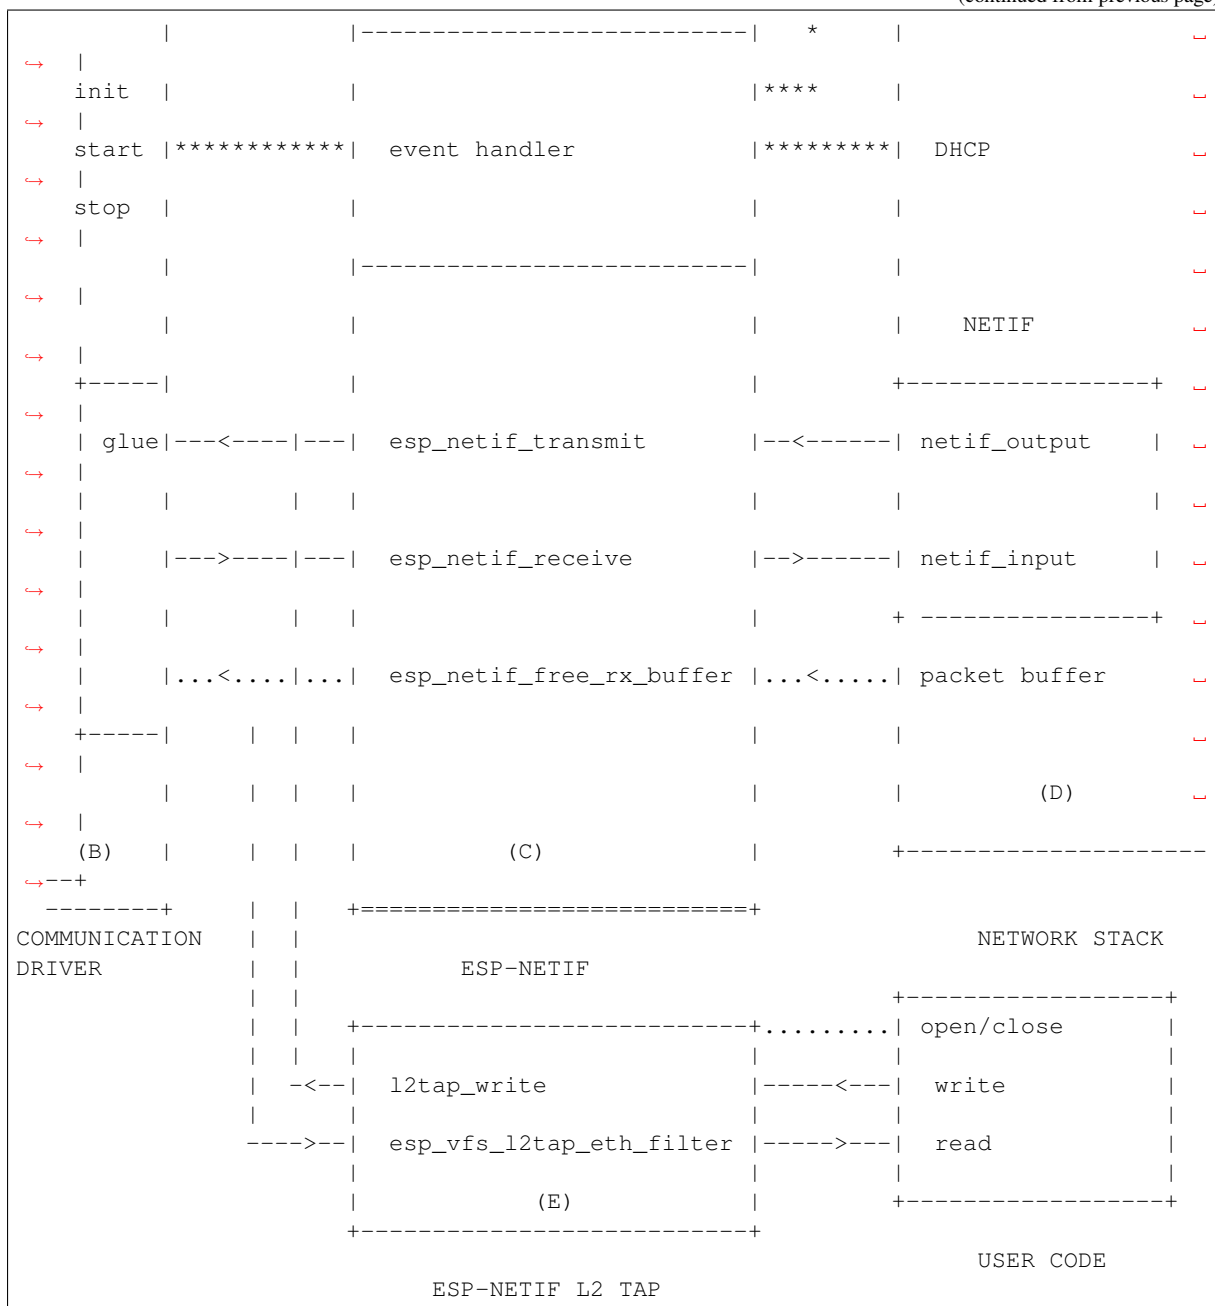 (continued from previous page)
          |            |---------------------------|    *     |                    ␣
↪   |
    init  |            |                           |****     |                    ␣
↪   |
    start |************|  event handler            |*********|  DHCP              ␣
↪   |
    stop  |            |                           |         |                    ␣
↪   |
          |            |---------------------------|         |                    ␣
↪   |
          |            |                           |         |    NETIF           ␣
↪   |
    +-----|            |                           |         +-----------------+  ␣
↪   |
    | glue|---<----|---|  esp_netif_transmit       |--<------| netif_output    |  ␣
↪   |
    |     |        |   |                           |         |                 |  ␣
↪   |
    |     |--->----|---|  esp_netif_receive        |-->------| netif_input     |  ␣
↪   |
    |     |        |   |                           |         + ----------------+  ␣
↪   |
    |     |...<....|...|  esp_netif_free_rx_buffer |...<.....| packet buffer      ␣
↪   |
    +-----|     |  |   |                           |         |                    ␣
↪   |
          |     |  |   |                           |         |         (D)        ␣
↪   |
    (B)   |     |  |   |          (C)              |         +---------------------
↪--+
  --------+     |  |   +===========================+
COMMUNICATION   |  |                                               NETWORK STACK
DRIVER          |  |           ESP-NETIF
                |  |                                         +------------------+
                |  |   +---------------------------+.........| open/close       |
                |  |   |                           |         |                  |
                |  -<--|  l2tap_write              |-----<---|  write           |
                |      |                           |         |                  |
                ---->--|  esp_vfs_l2tap_eth_filter |----->---|  read            |
                       |                           |         |                  |
                       |            (E)            |         +------------------+
                       +---------------------------+
                                                                  USER CODE
                             ESP-NETIF L2 TAP